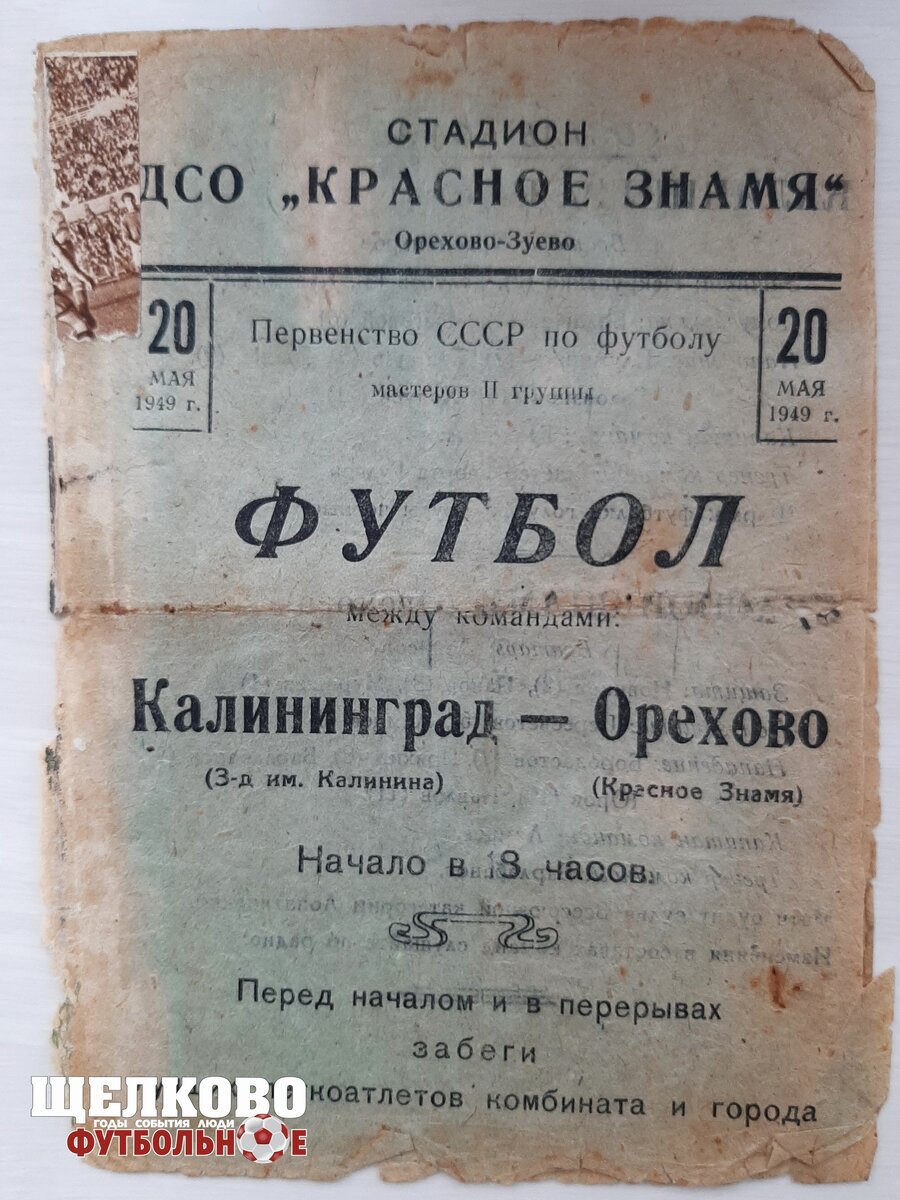 СТАДИОН
ДСО „КРАСНОЕ ЗНАМЯ“
Орехово-Зуево
20
МАЯ
1949 г.
Первенство СССР по футболу
мастеров II группы
20
МАЯ
1949 г.
ФУТБОЛ
между командами:
Калининград — Орехово
(З-д им. Калинина)
(Красное Знамя)
Начало в 18 часов.
Перед началом и в перерывах
забеги
комбината и города
ЩЕЛКОВО
ГОДЫ СОБЫТИЯ ЛЮДИ
ФУТБОЛЬНОЕ